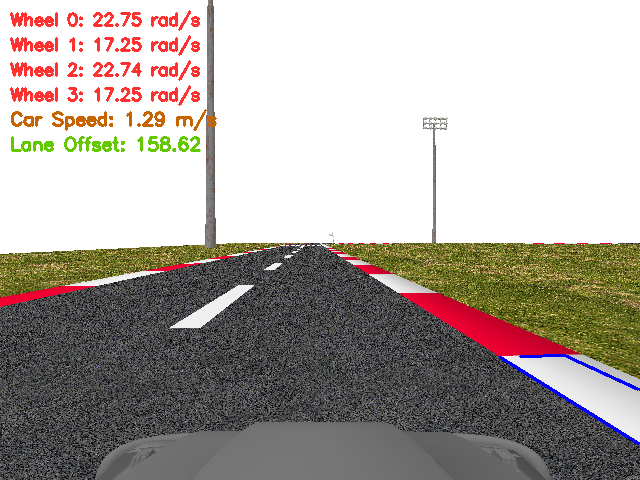 Wheel 0: 22.75 rad/s
Wheel 1: 17.25 rad/s
Wheel 2: 22.74 rad/s
Wheel 3: 17.25 rad/s
Car Speed: 1.29 m/s
Lane Offset: 158.62